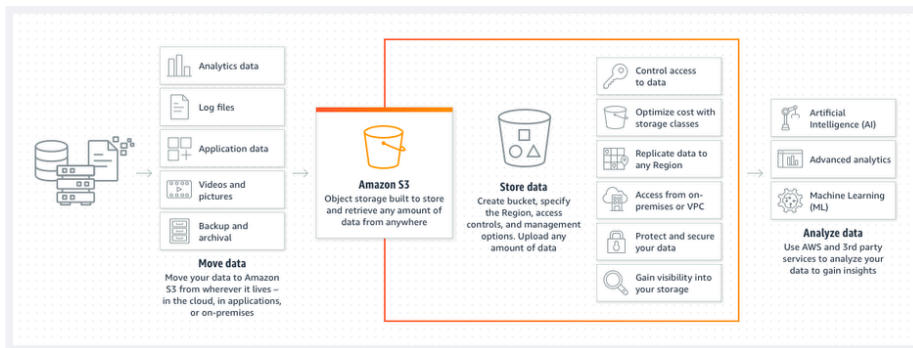 Analytics data
Log files
Application data
Videos and
pictures
Backup and
archival
Move data
Move your data to Amazon
S3 from wherever it lives –
in the cloud, in applications,
or on-premises
Amazon S3
Object storage built to store
and retrieve any amount of
data from anywhere
Store data
Create bucket, specify
the Region, access
controls, and management
options. Upload any
amount of data
Control access
to data
Optimize cost with
storage classes
Replicate data to
any Region
Access from on-
premises or VPC
Protect and secure
your data
Gain visibility into
your storage
Artificial
Intelligence (AI)
Advanced analytics
Machine Learning
(ML)
Analyze data
Use AWS and 3rd party
services to analyze your
data to gain insights